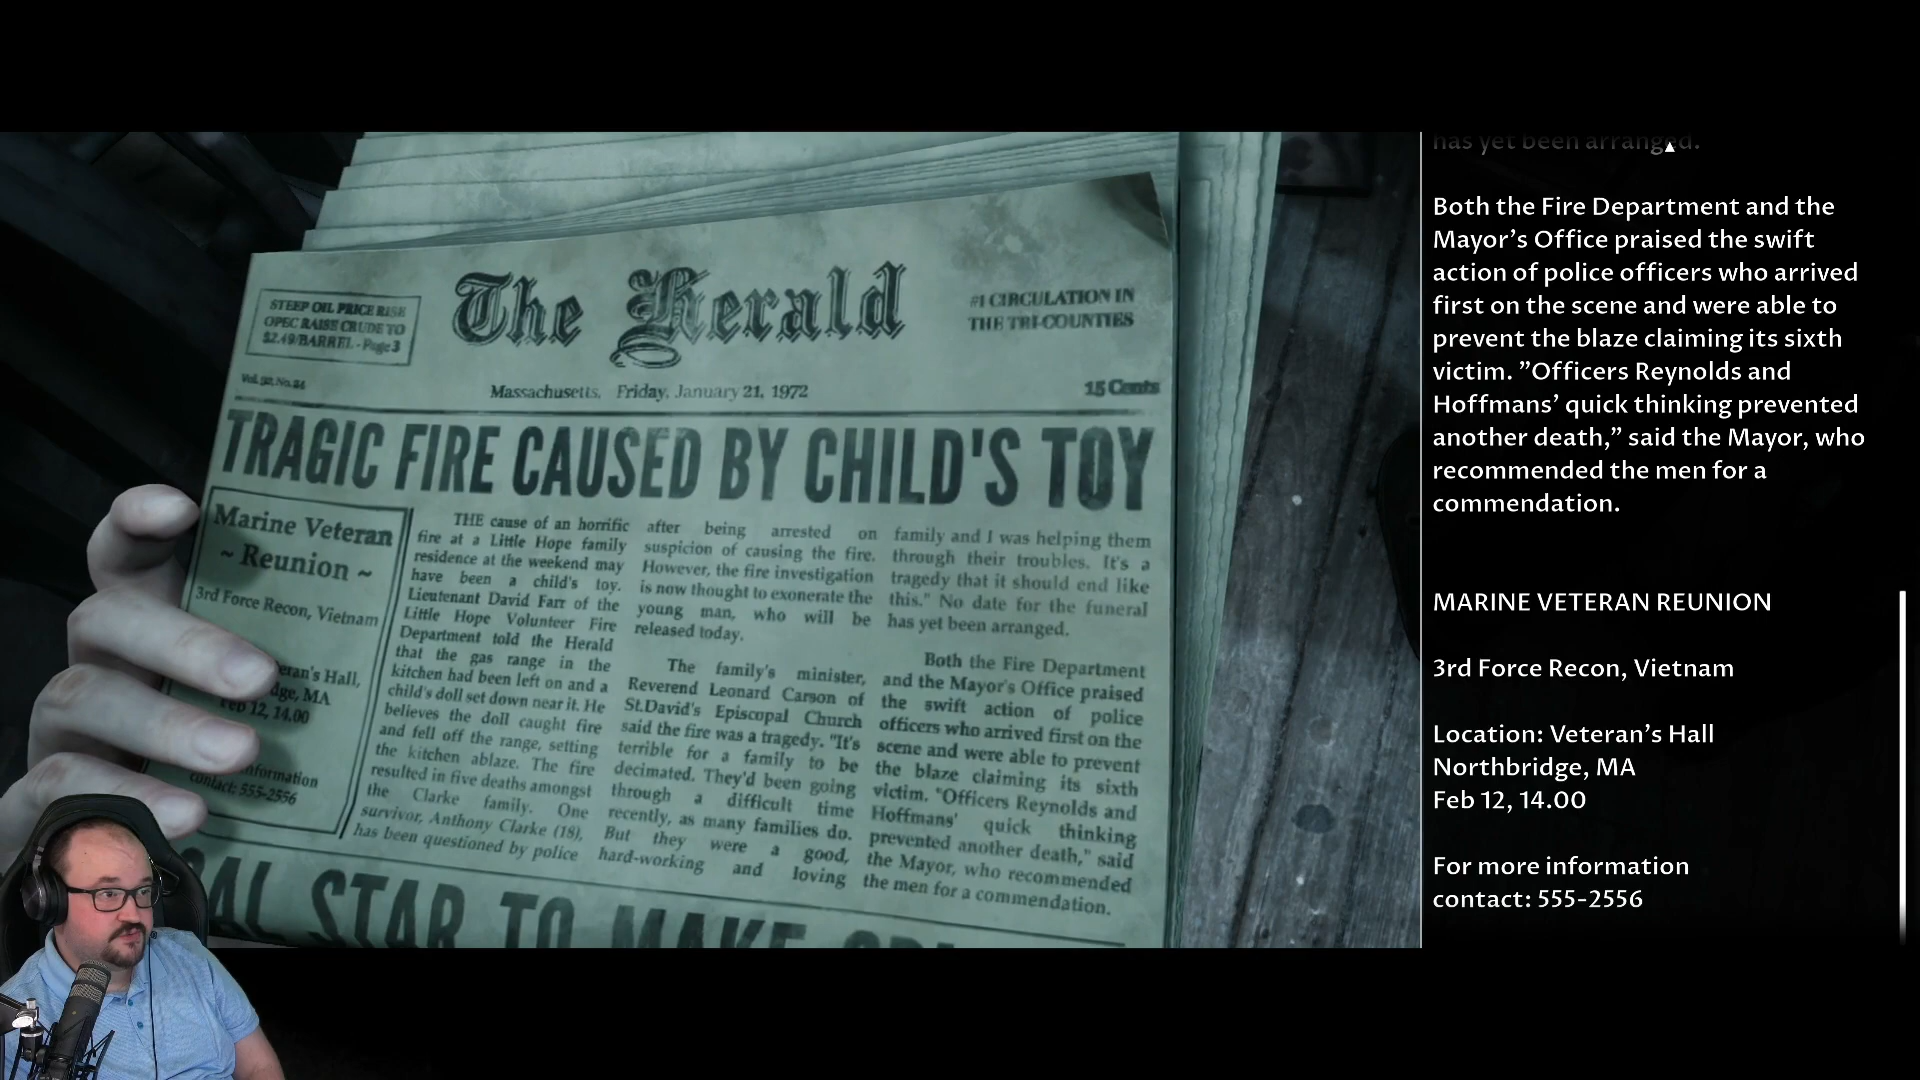 STEEP OIL PRICE RISE
OPEC RAISE CRUDE TO
$2.49/BARREL - Page 3
The Herald
#1 CIRCULATION IN
THE TRI-COUNTIES
Massachusetts, Friday, January 21, 1972
15 Cents
TRAGIC FIRE CAUSED BY CHILD'S TOY
Marine Veteran
~ Reunion ~
3rd Force Recon, Vietnam
eran's Hall,
dge, MA
Feb 12, 14.00
nformation
contact: 555-2556
THE cause of an horrific
fire at a Little Hope family
residence at the weekend may
have been a child's toy.
Lieutenant David Farr of the
Little Hope Volunteer Fire
Department told the Herald
that the gas range in the
kitchen had been left on and a
child's doll set down near it. He
believes the doll caught fire
and fell off the range, setting
the kitchen ablaze. The fire
resulted in five deaths amongst
the Clarke family. One
survivor, Anthony Clarke (18),
has been questioned by police
after being arrested on
suspicion of causing the fire.
However, the fire investigation
is now thought to exonerate the
young man, who will be
released today.
The family's minister,
Reverend Leonard Carson of
St.David's Episcopal Church
said the fire was a tragedy. "It's
terrible for a family to be
decimated. They'd been going
through a difficult time
recently, as many families do.
But they were a good,
hard-working and loving
family and I was helping them
through their troubles. It's a
tragedy that it should end like
this." No date for the funeral
has yet been arranged.
Both the Fire Department
and the Mayor's Office praised
the swift action of police
officers who arrived first on the
scene and were able to prevent
the blaze claiming its sixth
victim. "Officers Reynolds and
Hoffmans' quick thinking
prevented another death," said
the Mayor, who recommended
the men for a commendation.
STAR TO MAKE
has yet been arranged.
Both the Fire Department and the
Mayor's Office praised the swift
action of police officers who arrived
first on the scene and were able to
prevent the blaze claiming its sixth
victim. ”Officers Reynolds and
Hoffmans’ quick thinking prevented
another death,” said the Mayor, who
recommended the men for a
commendation.
MARINE VETERAN REUNION
3rd Force Recon, Vietnam
Location: Veteran’s Hall
Northbridge, MA
Feb 12, 14.00
For more information
contact: 555-2556